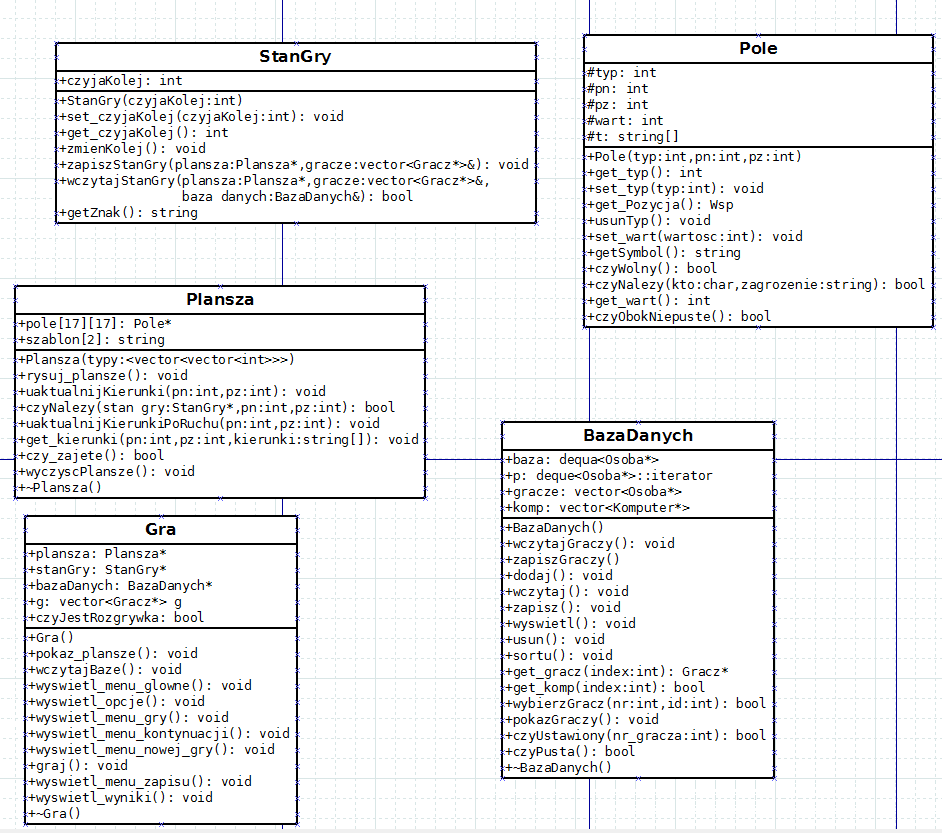 StanGry
+czyjaKolej: int
+StanGry(czyjaKolej:int)
+set_czyjaKolej(czyjaKolej:int): void
+get_czyjaKolej(): int
+zmienKolej(): void
+zapiszStanGry(plansza:Plansza*,gracze:vector<Gracz*>&): void
+wczytajStanGry(plansza:Plansza*,gracze:vector<Gracz*>&,
baza danych:BazaDanych&): bool
+getZnak(): string
Pole
#typ: int
#pn: int
#pz: int
#wart: int
#t: string[]
+Pole(typ:int,pn:int,pz:int)
+get_typ(): int
+set_typ(typ:int): void
+get_Pozycja(): Wsp
+usunTyp(): void
+set_wart(wartosc:int): void
+getSymbol(): string
+czyWolny(): bool
+czyNalezy(kto:char,zagrozenie:string): bool
+get_wart(): int
+czyObokNiepuste(): bool
Plansza
+pole[17][17]: Pole*
+szablon[2]: string
+Plansza(typy:<vector<vector<int>>>)
+rysuj_plansze(): void
+uaktualnijKierunki(pn:int,pz:int): void
+czyNalezy(stan gry:StanGry*,pn:int,pz:int): bool
+uaktualnijKierunkiPoRuchu(pn:int,pz:int): void
+get_kierunki(pn:int,pz:int,kierunki:string[]): void
+czy_zajete(): bool
+wyczyscPlansze(): void
+~Plansza()
BazaDanych
+baza: dequa<Osoba*>
+p: deque<Osoba*>::iterator
+gracze: vector<Osoba*>
+komp: vector<Komputer*>
+BazaDanych()
+wczytajGraczy(): void
+zapiszGraczy()
+dodaj(): void
+wczytaj(): void
+zapisz(): void
+wyswietl(): void
+usun(): void
+sortu(): void
+get_gracz(index:int): Gracz*
+get_komp(index:int): bool
+wybierzGracz(nr:int,id:int): bool
+pokazGraczy(): void
+czyUstawiony(nr_gracza:int): bool
+czyPusta(): bool
+~BazaDanych()
Gra
+plansza: Plansza*
+stanGry: StanGry*
+bazaDanych: BazaDanych*
+g: vector<Gracz*> g
+czyJestRozgrywka: bool
+Gra()
+pokaz_plansze(): void
+wczytajBaze(): void
+wyswietl_menu_glowne(): void
+wyswietl_opcje(): void
+wyswietl_menu_gry(): void
+wyswietl_menu_kontynuacji(): void
+wyswietl_menu_nowej_gry(): void
+graj(): void
+wyswietl_menu_zapisu(): void
+wyswietl_wyniki(): void
+~Gra()